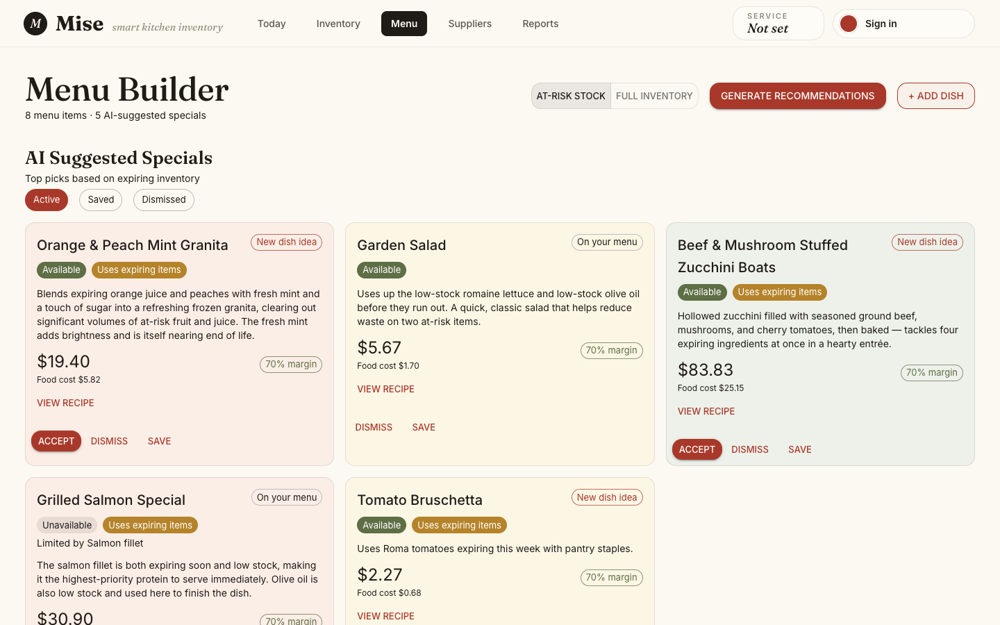 M Mise smart kitchen inventory Today Inventory Menu Suppliers Reports
SERVICE
Not set
Sign in
Menu Builder
8 menu items · 5 AI-suggested specials
AT-RISK STOCK FULL INVENTORY GENERATE RECOMMENDATIONS + ADD DISH
AI Suggested Specials
Top picks based on expiring inventory
Active Saved Dismissed
Orange & Peach Mint Granita New dish idea
Available Uses expiring items
Blends expiring orange juice and peaches with fresh mint and
a touch of sugar into a refreshing frozen granita, clearing out
significant volumes of at-risk fruit and juice. The fresh mint
adds brightness and is itself nearing end of life.
$19.40
Food cost $5.82
70% margin
VIEW RECIPE
ACCEPT DISMISS SAVE
Garden Salad On your menu
Available
Uses up the low-stock romaine lettuce and low-stock olive oil
before they run out. A quick, classic salad that helps reduce
waste on two at-risk items.
$5.67
Food cost $1.70
70% margin
VIEW RECIPE
DISMISS SAVE
Beef & Mushroom Stuffed New dish idea
Zucchini Boats
Available Uses expiring items
Hollowed zucchini filled with seasoned ground beef,
mushrooms, and cherry tomatoes, then baked — tackles four
expiring ingredients at once in a hearty entrée.
$83.83
Food cost $25.15
70% margin
VIEW RECIPE
ACCEPT DISMISS SAVE
Grilled Salmon Special On your menu
Unavailable Uses expiring items
Limited by Salmon fillet
The salmon fillet is both expiring soon and low stock, making
it the highest-priority protein to serve immediately. Olive oil is
also low stock and used here to finish the dish.
$30.90
70% margin
Tomato Bruschetta New dish idea
Available Uses expiring items
Uses Roma tomatoes expiring this week with pantry staples.
$2.27
Food cost $0.68
70% margin
VIEW RECIPE